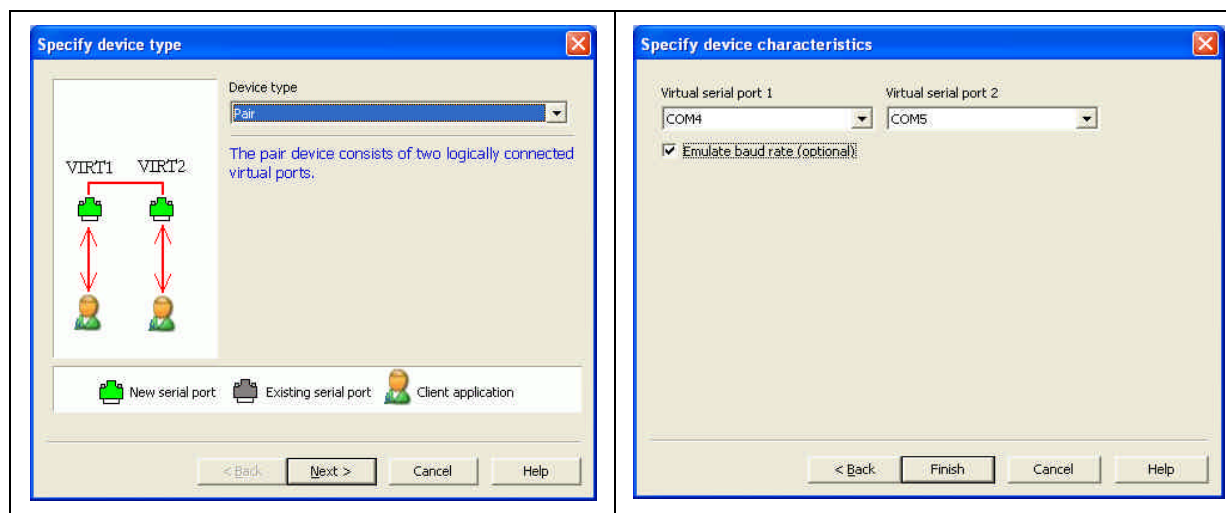 Specify device type
Device type
Pair
The pair device consists of two logically connected
virtual ports.
VIRT1 VIRT2
New serial port Existing serial port Client application
< Back Next > Cancel Help
Specify device characteristics
Virtual serial port 1 Virtual serial port 2
COM4 COM5
Emulate baud rate (optional)
< Back Finish Cancel Help